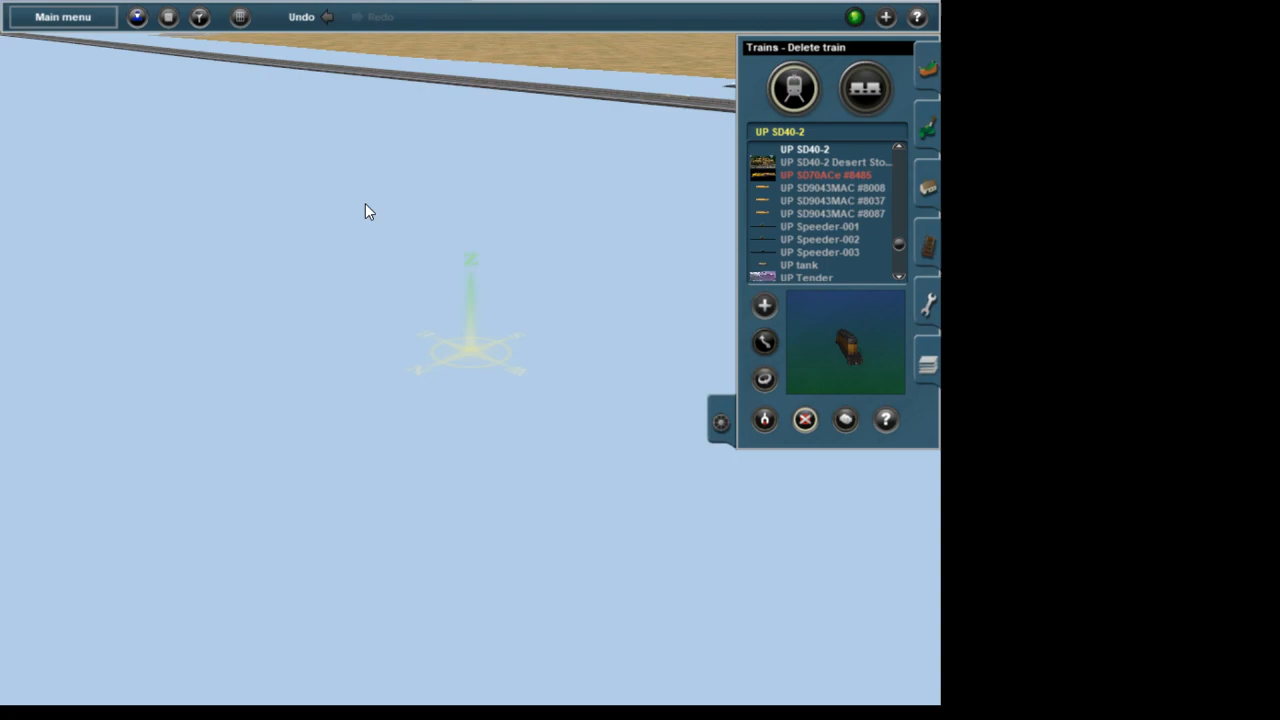 Main menu
Undo
Redo
Trains - Delete train
UP SD40-2
UP SD40-2
UP SD40-2 Desert Sto...
UP SD70ACe #8485
UP SD9043MAC #8008
UP SD9043MAC #8037
UP SD9043MAC #8087
UP Speeder-001
UP Speeder-002
UP Speeder-003
UP tank
UP Tender